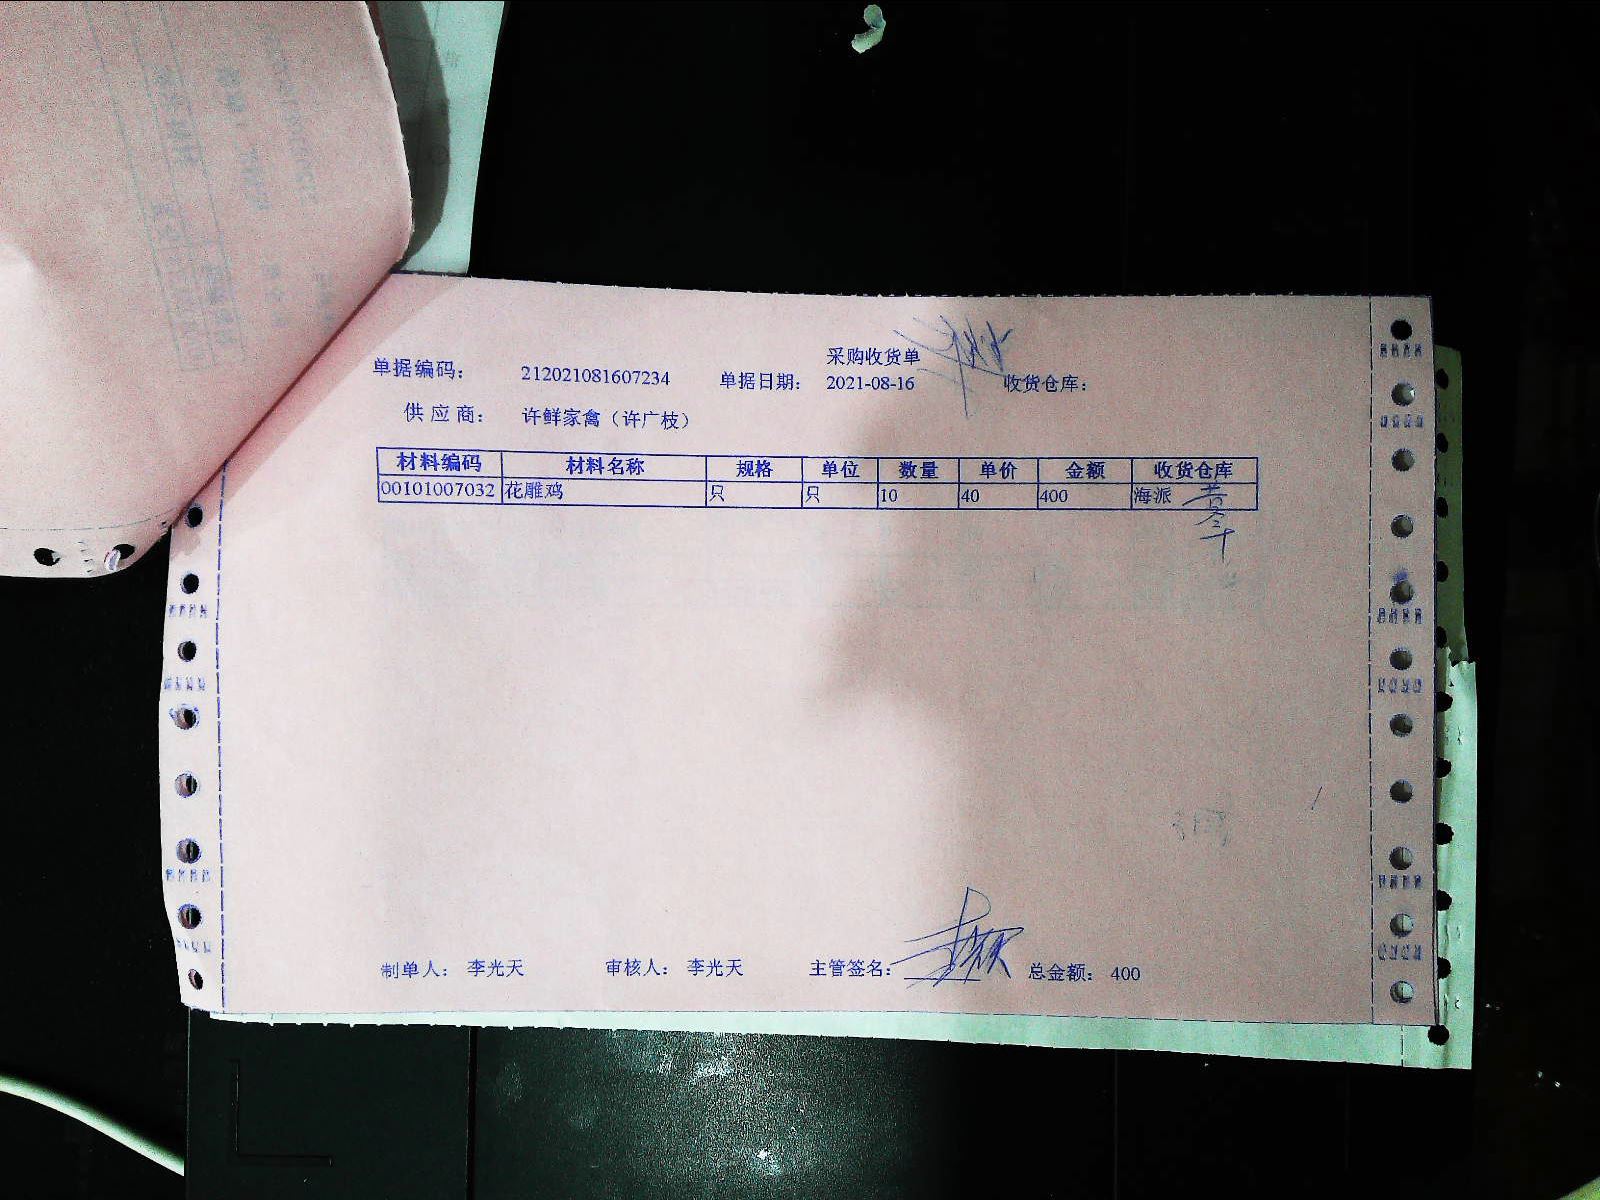 采购收货单
单据编码： 212021081607234 单据日期： 2021-08-16 收货仓库：
供 应 商： 许鲜家禽（许广枝）
材料编码 材料名称 规格 单位 数量 单价 金额 收货仓库
00101007032 花雕鸡 只 只 10 40 400 海派
制单人： 李光天 审核人： 李光天 主管签名： 总金额： 400